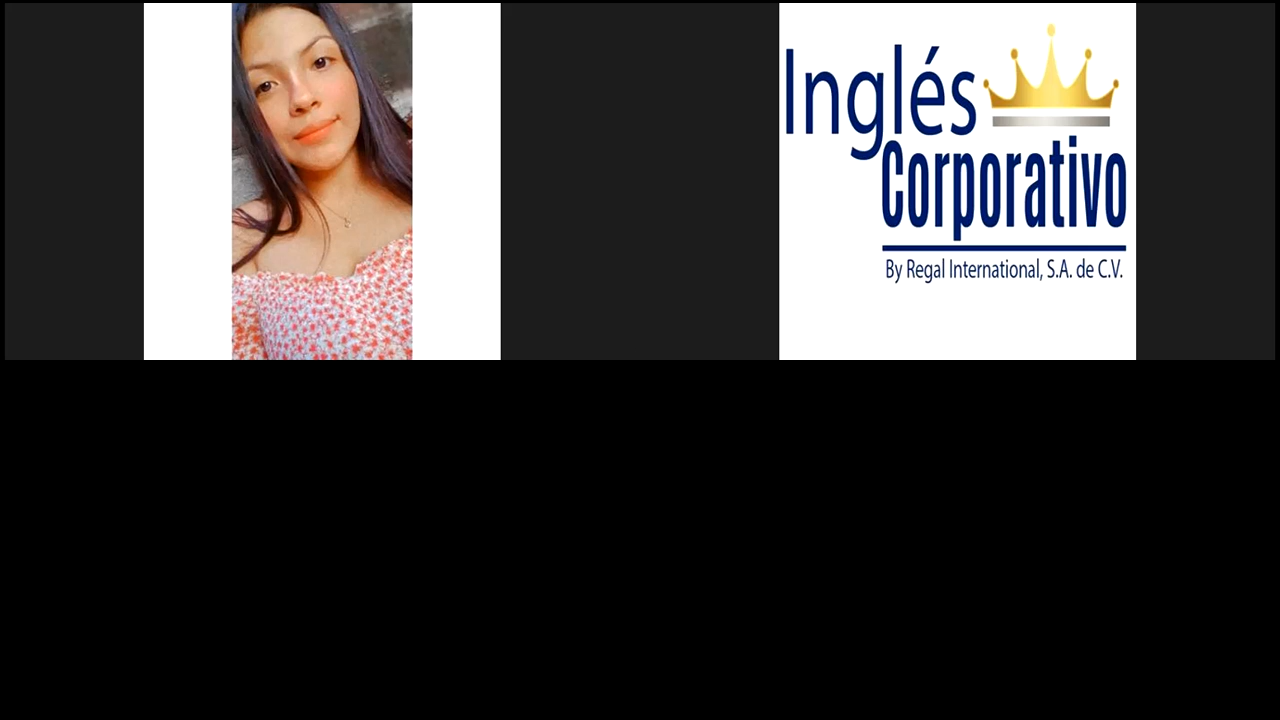 Inglés
Corporativo
By Regal International, S.A. de C.V.